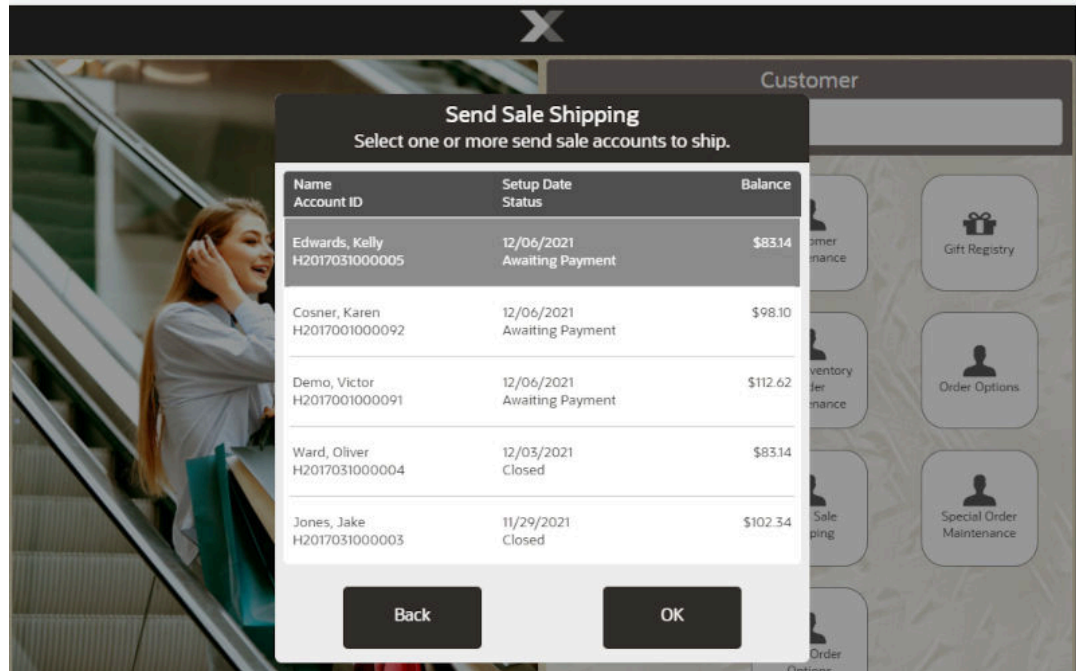 Customer
Send Sale Shipping
Select one or more send sale accounts to ship.
Name Setup Date Balance
Account ID Status
Edwards, Kelly 12/06/2021 $83.14
H2017031000005 Awaiting Payment
Cosner, Karen 12/06/2021 $98.10
H2017001000092 Awaiting Payment
Demo, Victor 12/06/2021 $112.62
H2017001000091 Awaiting Payment
Ward, Oliver 12/03/2021 $83.14
H2017031000004 Closed
Jones, Jake 11/29/2021 $102.34
H2017031000003 Closed
Back OK
Gift Registry
Order Options
Sale
Special Order
Maintenance
Order